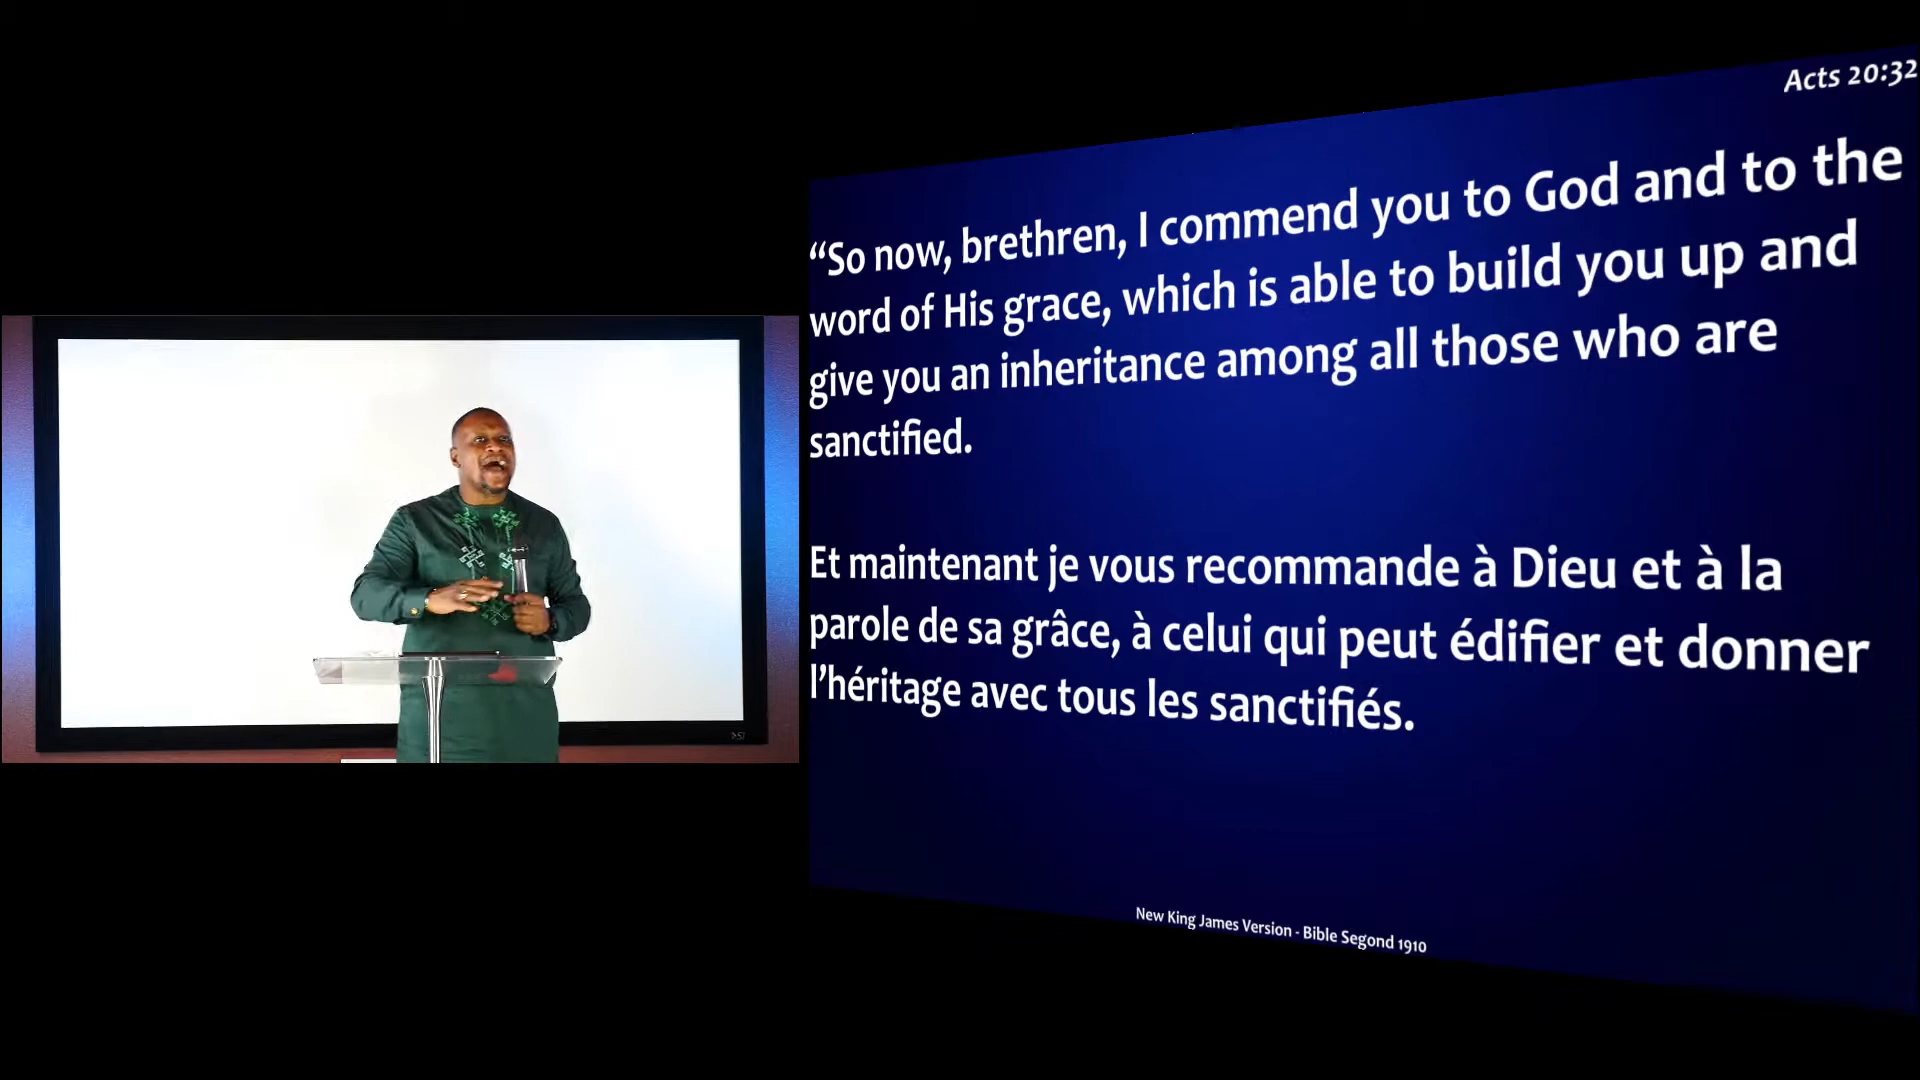 Acts 20:32
“So now, brethren, I commend you to God and to the
word of His grace, which is able to build you up and
give you an inheritance among all those who are
sanctified.
Et maintenant je vous recommande à Dieu et à la
parole de sa grâce, à celui qui peut édifier et donner
l’héritage avec tous les sanctifiés.
New King James Version - Bible Segond 1910